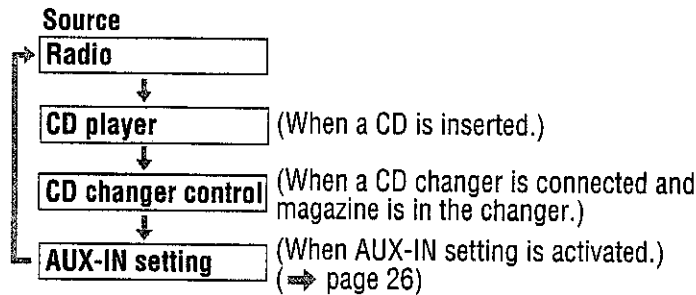 Source
Radio
CD player (When a CD is inserted.)
CD changer control (When a CD changer is connected and
magazine is in the changer.)
AUX-IN setting (When AUX-IN setting is activated.)
(➡ page 26)